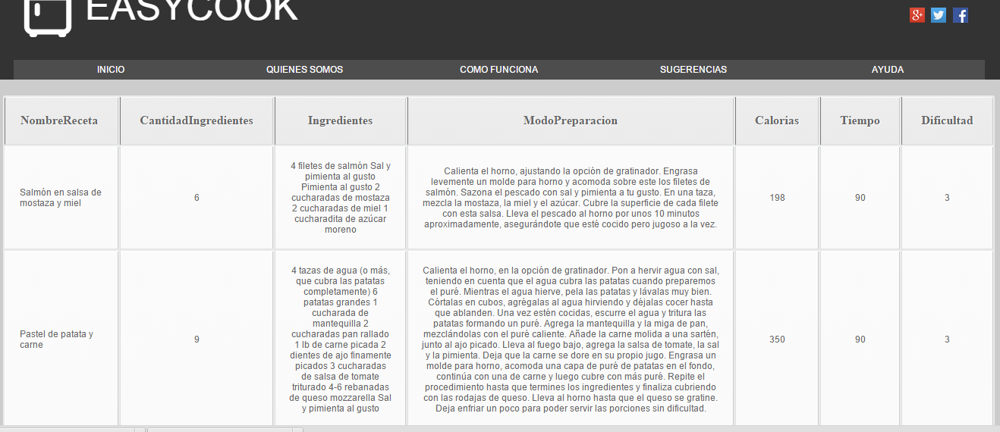 EASYCOOK
g+
INICIO QUIENES SOMOS COMO FUNCIONA SUGERENCIAS AYUDA
NombreReceta CantidadIngredientes Ingredientes ModoPreparacion Calorias Tiempo Dificultad
Salmón en salsa de
mostaza y miel
6
4 filetes de salmón Sal y
pimienta al gusto
Pimienta al gusto 2
cucharadas de mostaza
2 cucharadas de miel 1
cucharadita de azúcar
moreno
Calienta el horno, ajustando la opción de gratinador. Engrasa
levemente un molde para horno y acomoda sobre este los filetes de
salmón. Sazona el pescado con sal y pimienta a tu gusto. En una taza,
mezcla la mostaza, la miel y el azúcar. Cubre la superficie de cada filete
con esta salsa. Lleva el pescado al horno por unos 10 minutos
aproximadamente, asegurándote que esté cocido pero jugoso a la vez.
198
90
3
Pastel de patata y
carne
9
4 tazas de agua (o más,
que cubra las patatas
completamente) 6
patatas grandes 1
cucharada de
mantequilla 2
cucharadas pan rallado
1 lb de carne picada 2
dientes de ajo finamente
picados 3 cucharadas
de salsa de tomate
triturado 4-6 rebanadas
de queso mozzarella Sal
y pimienta al gusto
Calienta el horno, en la opción de gratinador. Pon a hervir agua con sal,
teniendo en cuenta que el agua cubra las patatas cuando preparemos
el puré. Mientras el agua hierve, pela las patatas y lávalas muy bien.
Córtalas en cubos, agrégalas al agua hirviendo y déjalas cocer hasta
que ablanden. Una vez estén cocidas, escurre el agua y tritura las
patatas formando un puré. Agrega la mantequilla y la miga de pan,
mezclándolas con el puré caliente. Añade la carne molida a una sartén,
junto al ajo picado. Lleva al fuego bajo, agrega la salsa de tomate, la sal
y la pimienta. Deja que la carne se dore en su propio jugo. Engrasa un
molde para horno, acomoda una capa de puré de patatas en el fondo,
continúa con una de carne y luego cubre con más puré. Repite el
procedimiento hasta que termines los ingredientes y finaliza cubriendo
con las rodajas de queso. Lleva al horno hasta que el queso se gratine.
Deja enfriar un poco para poder servir las porciones sin dificultad.
350
90
3